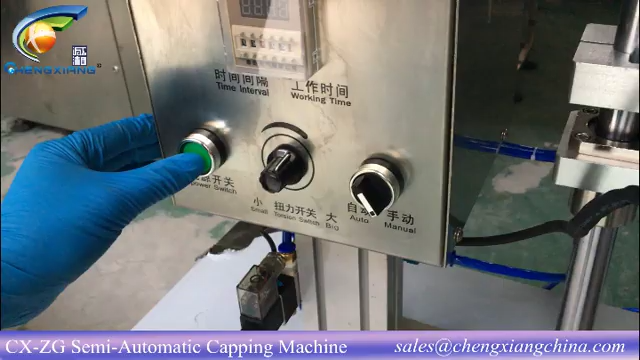 沅湘
CHENGXIANG
时间间隔
Time Interval
工作时间
Working Time
开关
Power Switch
小 扭力开关 大
Small Torsion Switch Big
自动 手动
Auto Manual
CX-ZG Semi-Automatic Capping Machine
sales@chengxiangchina.com